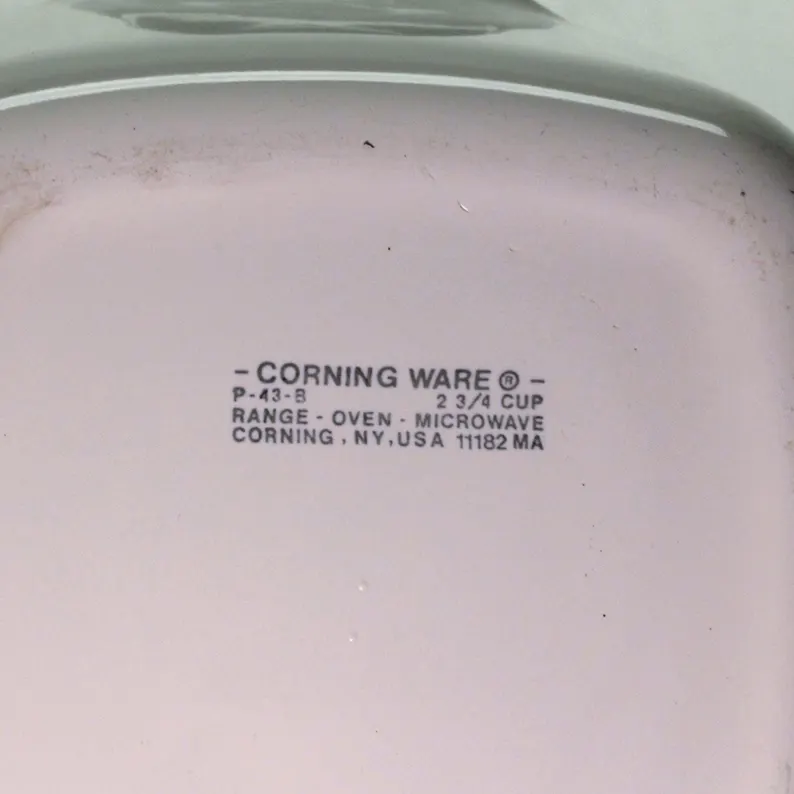 - CORNING WARE ® -
P-43-B 2 3/4 CUP
RANGE - OVEN - MICROWAVE
CORNING , NY, USA 11182 MA